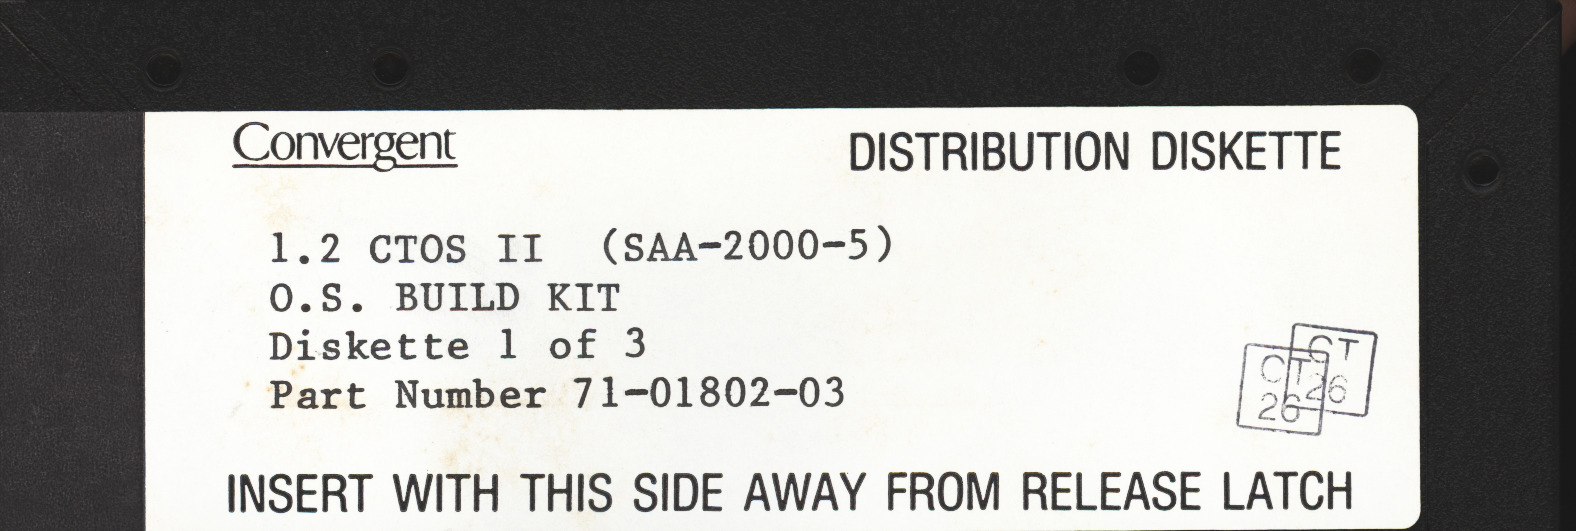 Convergent
DISTRIBUTION DISKETTE
1.2 CTOS II (SAA-2000-5)
O.S. BUILD KIT
Diskette 1 of 3
Part Number 71-01802-03
CT
26
CT
26
INSERT WITH THIS SIDE AWAY FROM RELEASE LATCH